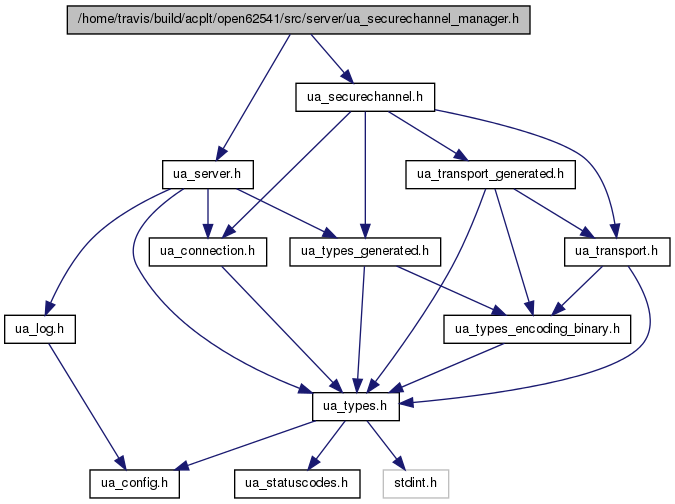 /home/travis/build/acplt/open62541/src/server/ua_securechannel_manager.h
ua_securechannel.h
ua_server.h
ua_transport_generated.h
ua_connection.h
ua_types_generated.h
ua_transport.h
ua_log.h
ua_types_encoding_binary.h
ua_types.h
ua_config.h
ua_statuscodes.h
stdint.h